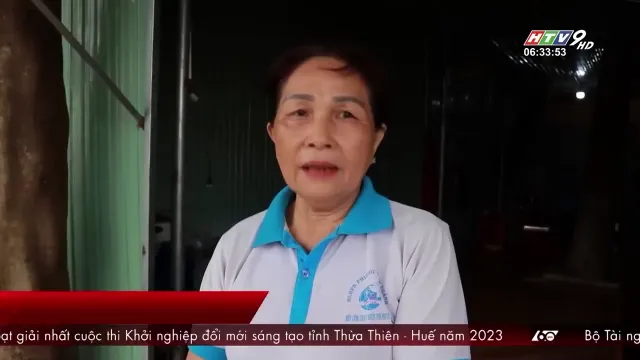 HTV9 HD
06:33:53
ạt giải nhất cuộc thi Khởi nghiệp đổi mới sáng tạo tỉnh Thừa Thiên - Huế năm 2023
60
Bộ Tài ng